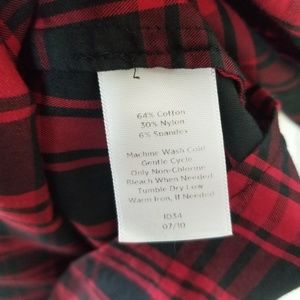 64% Cotton
30% Nylon
6% Spandex
Machine Wash Cold
Gentle Cycle
Only Non-Chlorine
Bleach When Needed
Tumble Dry Low
Warm Iron, If Needed
1034
07/10